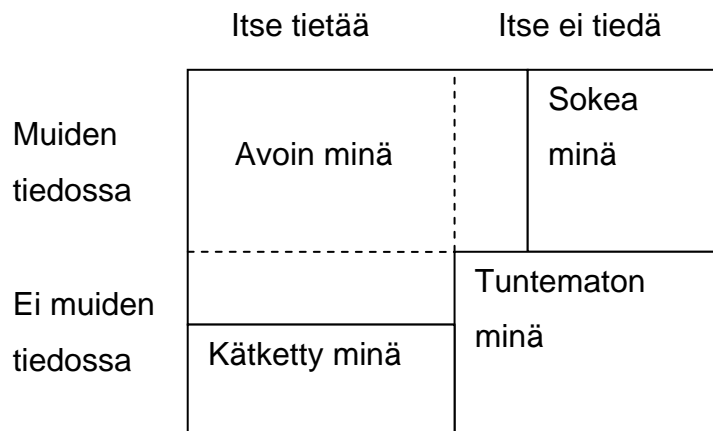 Itse tietää
Itse ei tiedä
Muiden
tiedossa
Avoin minä
Sokea
minä
Ei muiden
tiedossa
Kätketty minä
Tuntematon
minä